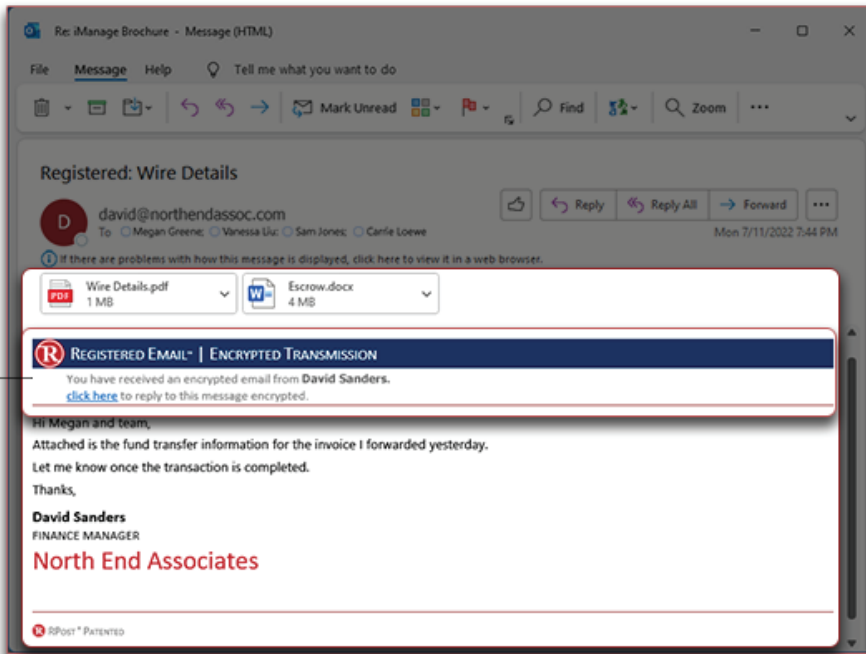 Re: iManage Brochure - Message (HTML)
File Message Help Tell me what you want to do
Mark Unread Find Zoom
Registered: Wire Details
D
david@northendassoc.com
Reply Reply All Forward
To Megan Greene; Vanessa Liu; Sam Jones; Carrie Loewe
Mon 7/11/2022 7:44 PM
If there are problems with how this message is displayed, click here to view it in a web browser.
PDF
Wire Details.pdf
1 MB
W
Escrow.docx
4 MB
R REGISTERED EMAIL™ | ENCRYPTED TRANSMISSION
You have received an encrypted email from David Sanders.
click here to reply to this message encrypted.
Hi Megan and team,
Attached is the fund transfer information for the invoice I forwarded yesterday.
Let me know once the transaction is completed.
Thanks,
David Sanders
FINANCE MANAGER
North End Associates
R RPOST ® PATENTED